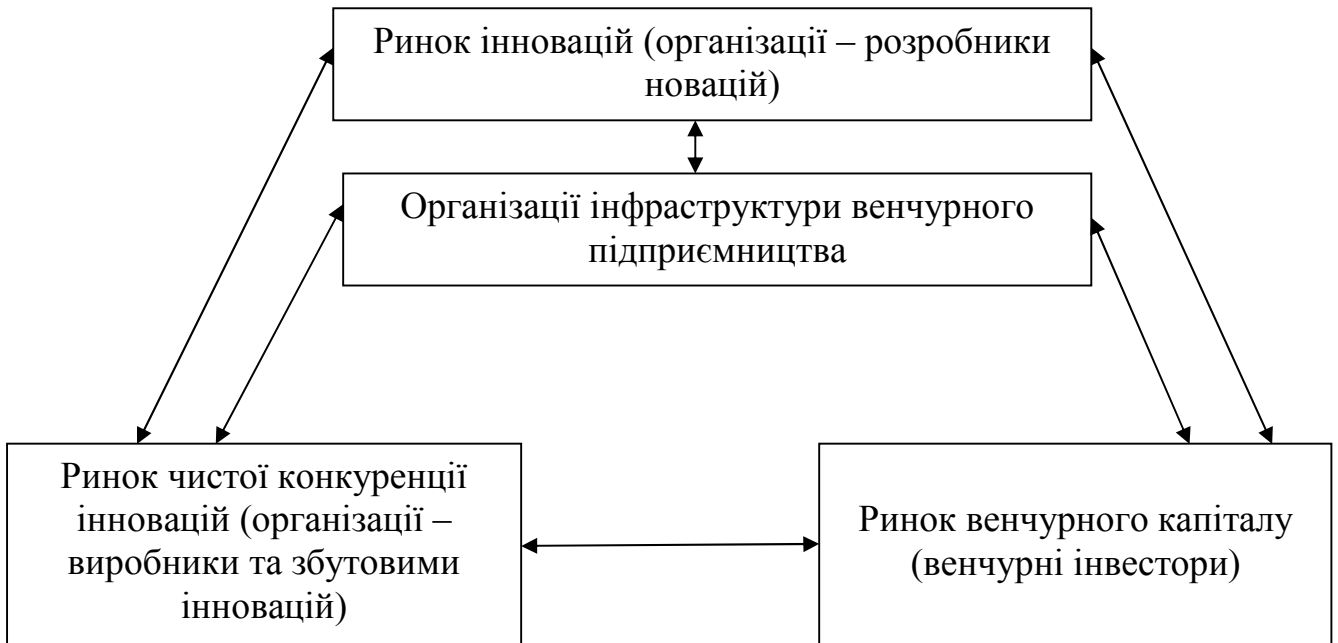 Ринок інновацій (організації – розробники
новацій)
Організації інфраструктури венчурного
підприємництва
Ринок чистої конкуренції
інновацій (організації –
виробники та збутовими
інновацій)
Ринок венчурного капіталу
(венчурні інвестори)